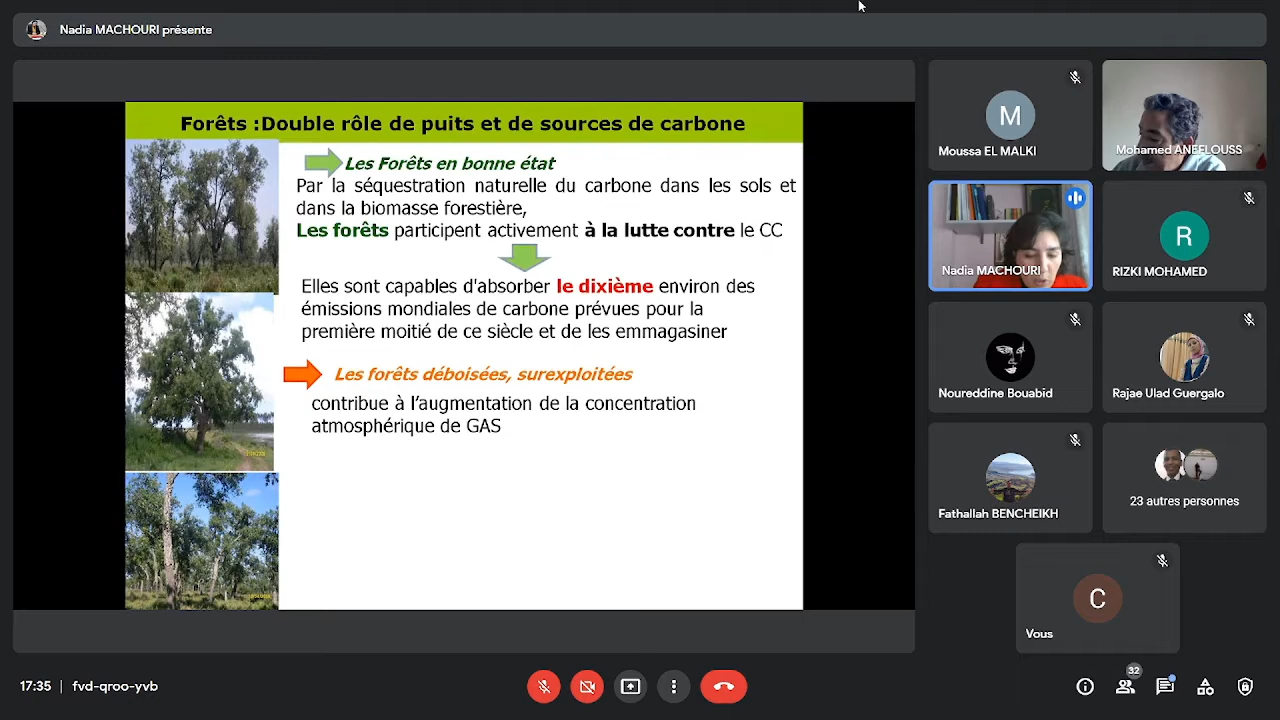 Nadia MACHOURI présente
Forêts :Double rôle de puits et de sources de carbone
Les Forêts en bonne état
Par la séquestration naturelle du carbone dans les sols et
dans la biomasse forestière,
Les forêts participent activement à la lutte contre le CC
Elles sont capables d'absorber le dixième environ des
émissions mondiales de carbone prévues pour la
première moitié de ce siècle et de les emmagasiner
Les forêts déboisées, surexploitées
contribue à l’augmentation de la concentration
atmosphérique de GAS
M
Moussa EL MALKI
Mohamed ANEFLOUSS
Nadia MACHOURI
R
RIZKI MOHAMED
Noureddine Bouabid
Rajae Ulad Guergalo
Fathallah BENCHEIKH
23 autres personnes
C
Vous
17:35 | fvd-qroo-yvb
32